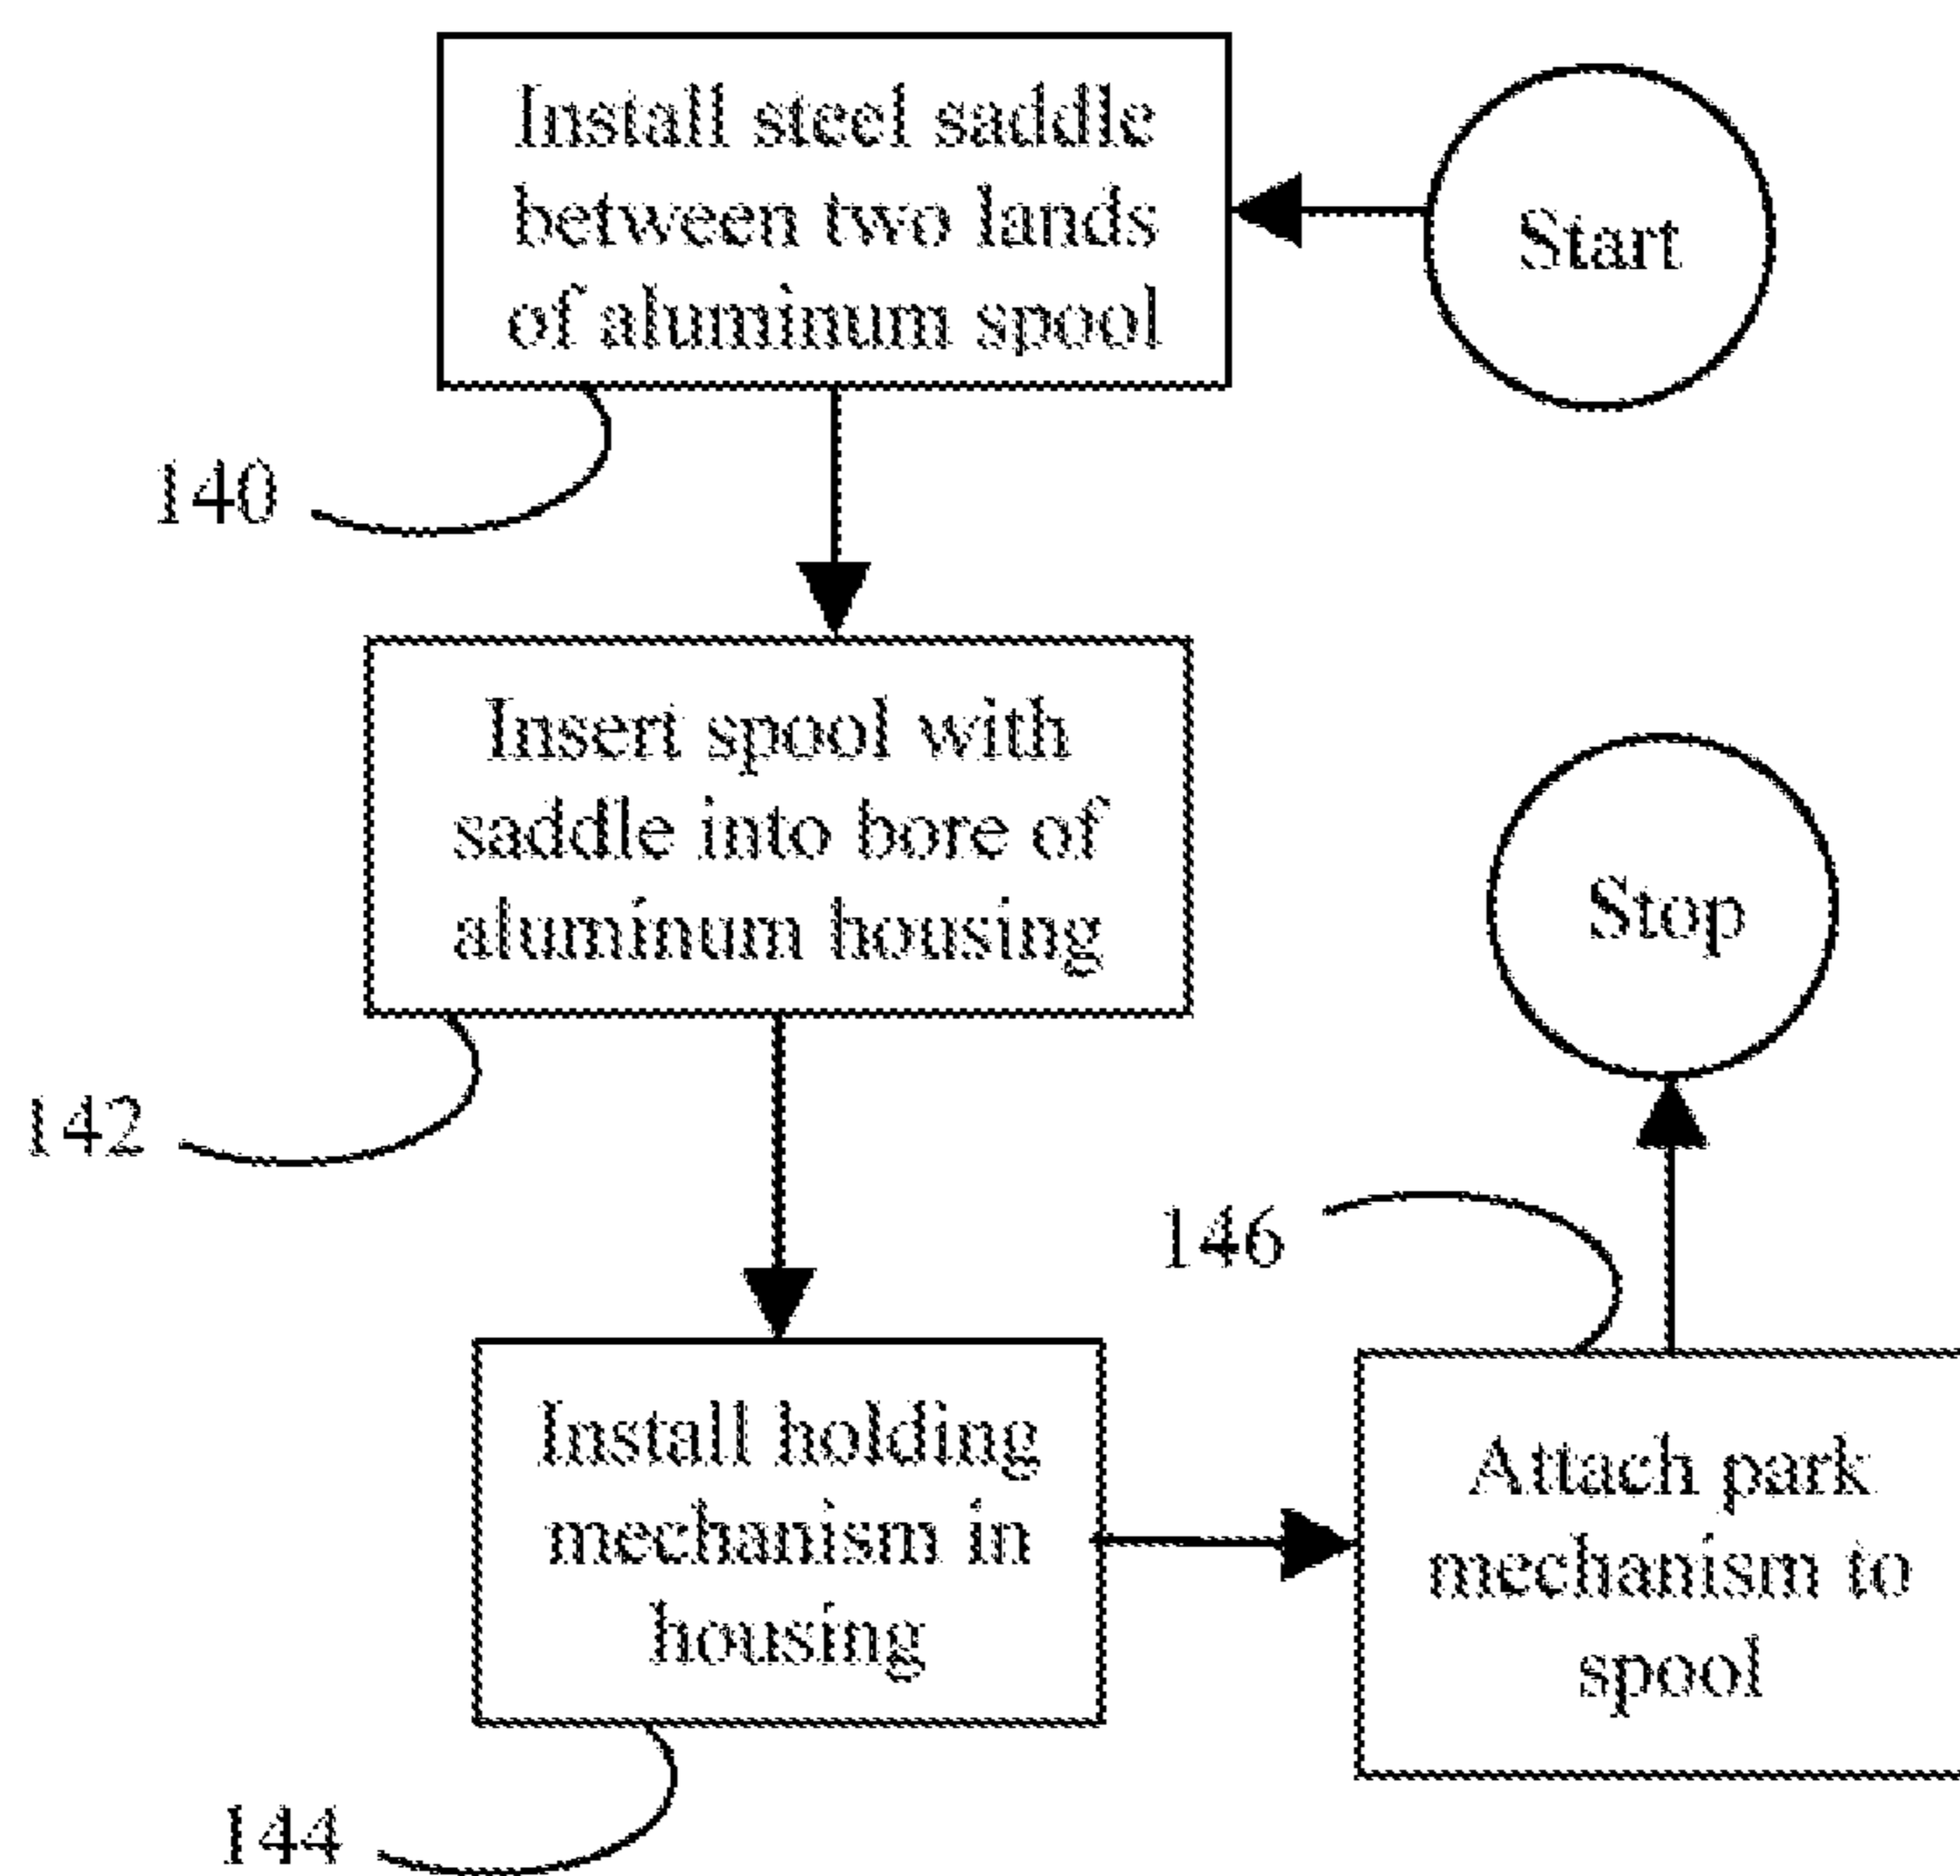 Start
Install steel saddle
between two lands
of aluminum spool
140
Insert spool with
saddle into bore of
aluminum housing
142
Install holding
mechanism in
housing
144
Attach park
mechanism to
spool
146
Stop